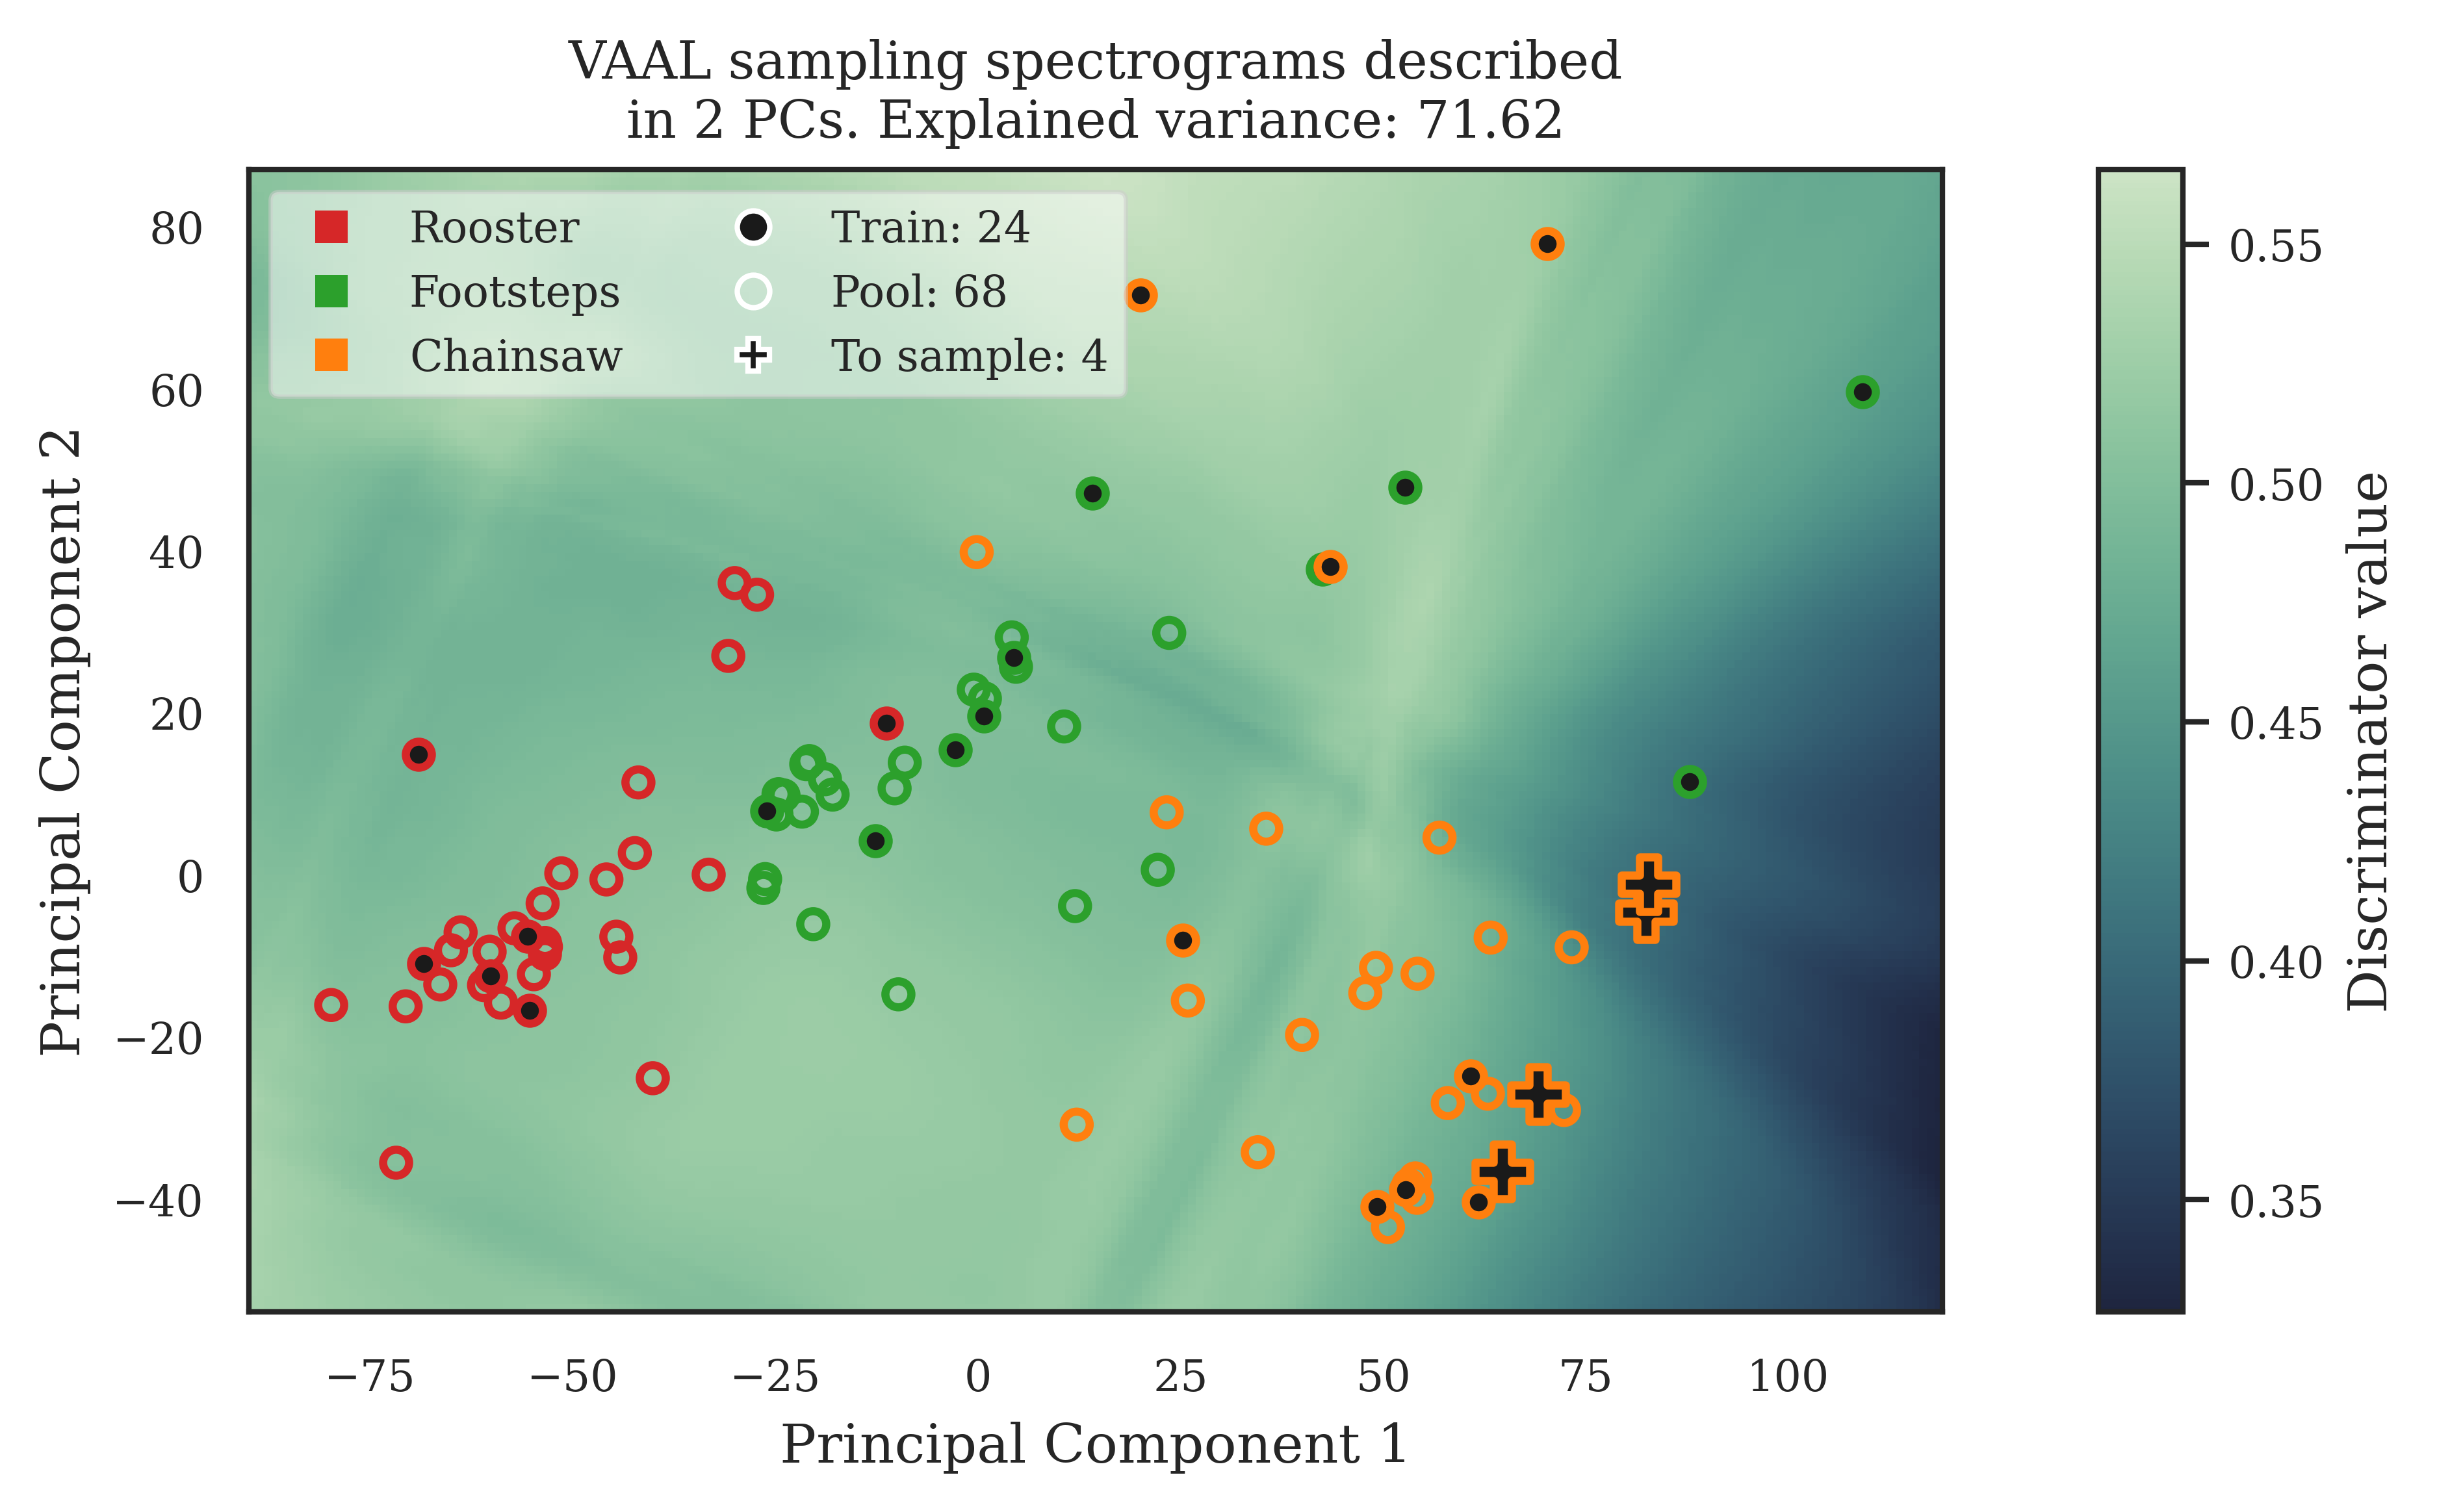 VAAL sampling spectrograms described
in 2 PCs. Explained variance: 71.62
Rooster
Footsteps
Chainsaw
Train: 24
Pool: 68
To sample: 4
Principal Component 2
80
60
40
20
0
−20
−40
−75
−50
−25
0
25
50
75
100
Principal Component 1
0.55
0.50
0.45
0.40
0.35
Discriminator value